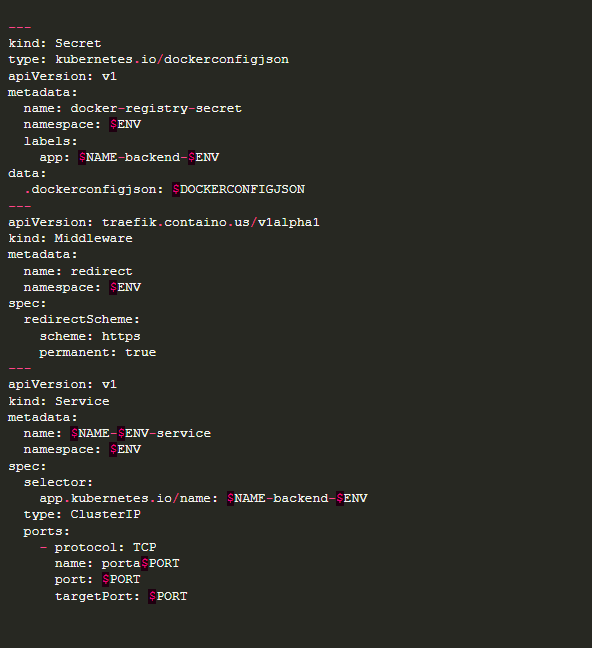 ---
kind: Secret
type: kubernetes.io/dockerconfigjson
apiVersion: v1
metadata:
  name: docker-registry-secret
  namespace: $ENV
  labels:
    app: $NAME-backend-$ENV
data:
  .dockerconfigjson: $DOCKERCONFIGJSON
---
apiVersion: traefik.containo.us/v1alpha1
kind: Middleware
metadata:
  name: redirect
  namespace: $ENV
spec:
  redirectScheme:
    scheme: https
    permanent: true
---
apiVersion: v1
kind: Service
metadata:
  name: $NAME-$ENV-service
  namespace: $ENV
spec:
  selector:
    app.kubernetes.io/name: $NAME-backend-$ENV
  type: ClusterIP
  ports:
    - protocol: TCP
      name: porta$PORT
      port: $PORT
      targetPort: $PORT